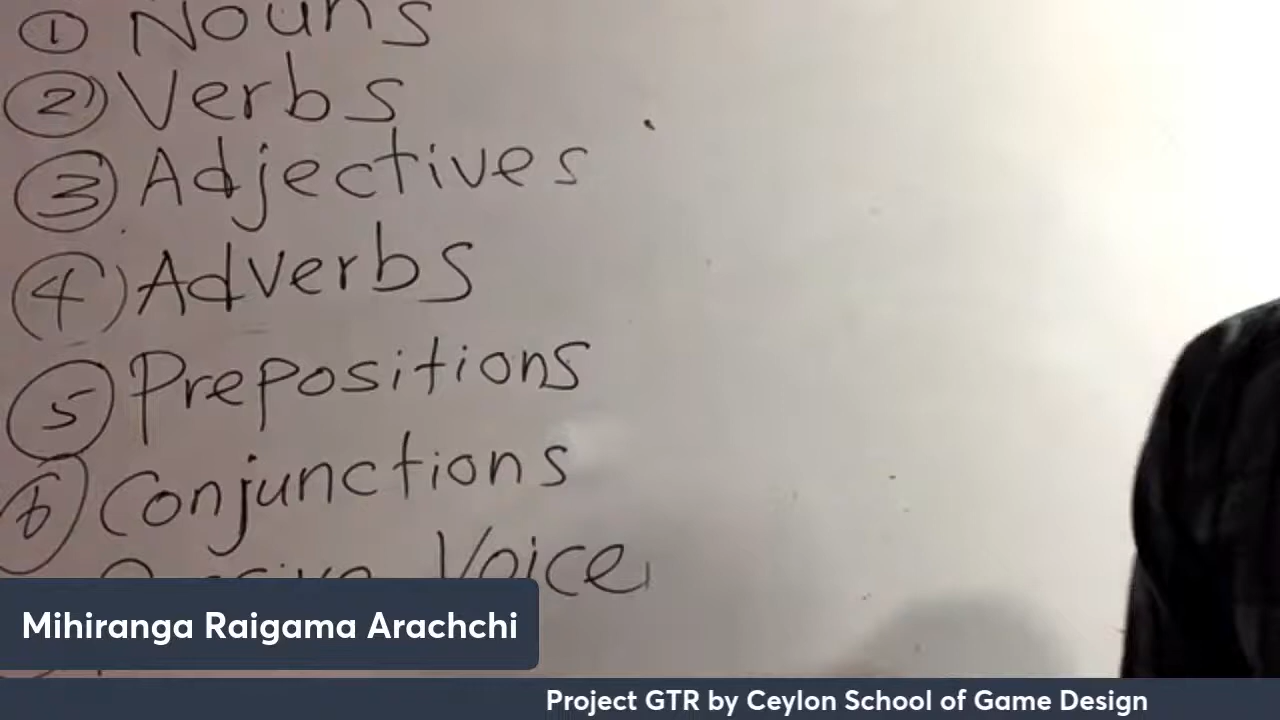 ① Nouns
② Verbs
③ Adjectives
④ Adverbs
⑤ Prepositions
⑥ Conjunctions
Passive Voice
Mihiranga Raigama Arachchi
Project GTR by Ceylon School of Game Design